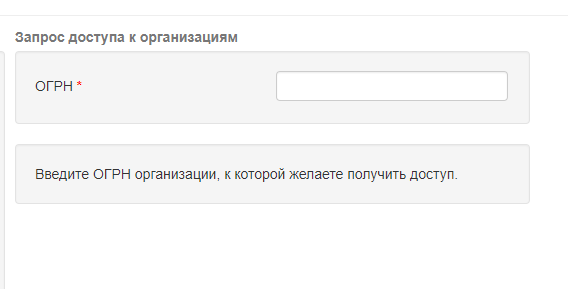 Запрос доступа к организациям
ОГРН *
Введите ОГРН организации, к которой желаете получить доступ.